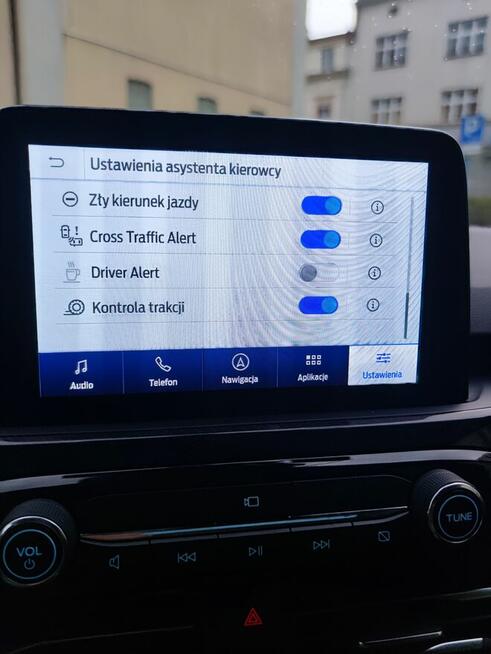 Ustawienia asystenta kierowcy
Zły kierunek jazdy
Cross Traffic Alert
Driver Alert
Kontrola trakcji
Audio
Telefon
Nawigacja
Aplikacje
Ustawienia
VOL
TUNE